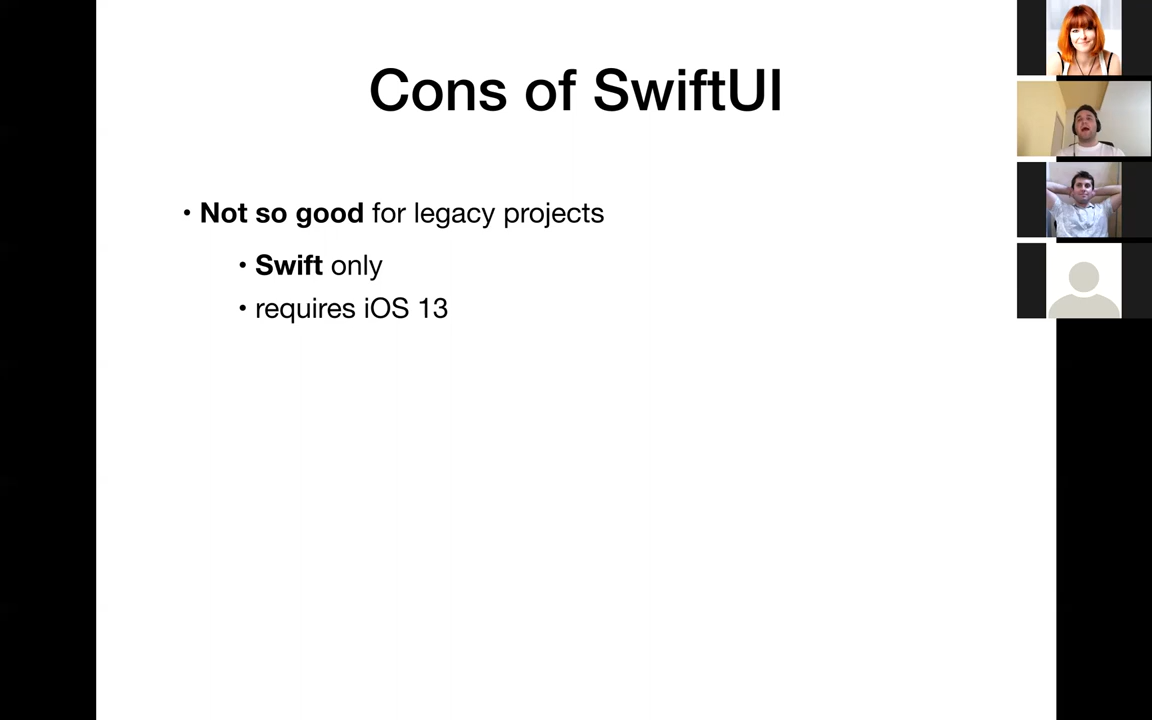 Cons of SwiftUI
• Not so good for legacy projects
• Swift only
• requires iOS 13